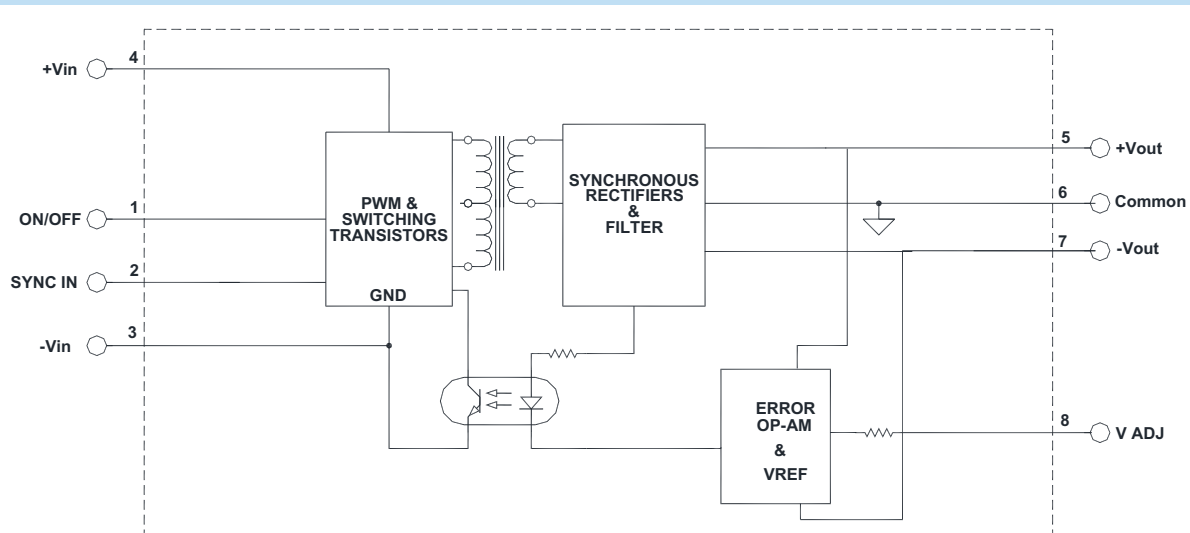 +Vin
4
ON/OFF
1
SYNC IN
2
-Vin
3
PWM &
SWITCHING
TRANSISTORS
GND
SYNCHRONOUS
RECTIFIERS
&
FILTER
5
+Vout
6
Common
7
-Vout
ERROR
OP-AM
&
VREF
8
V ADJ